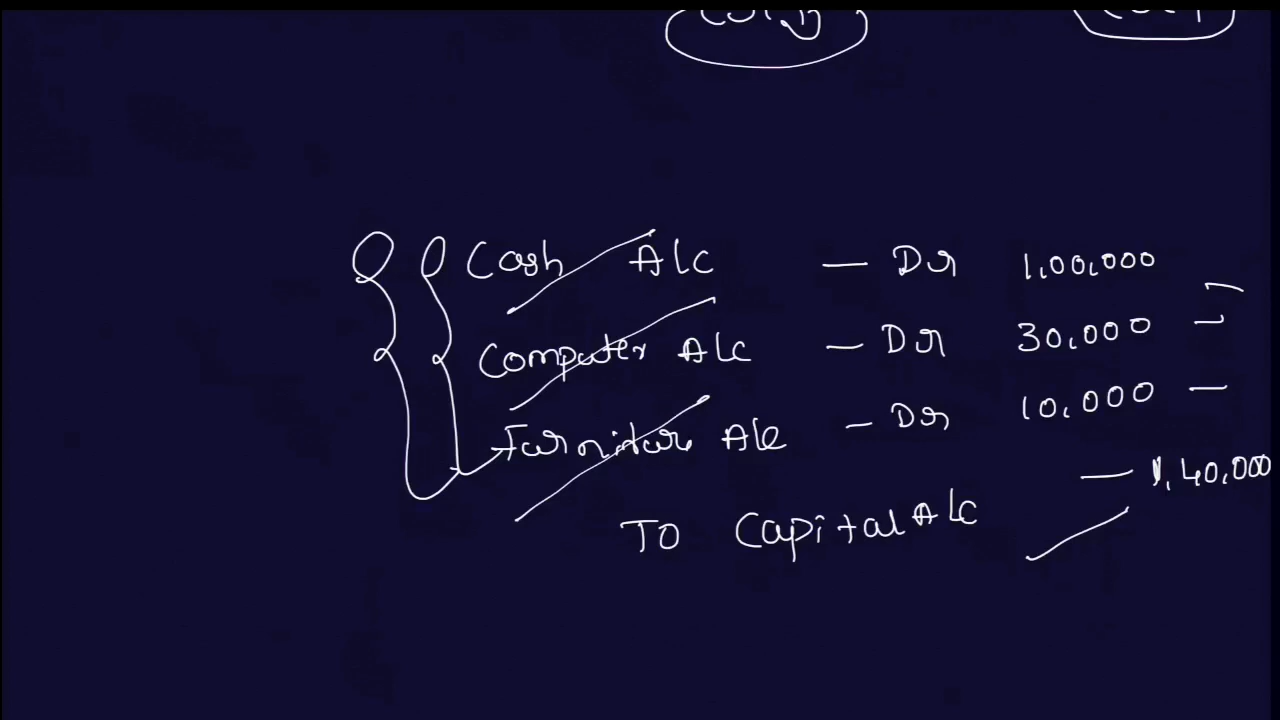 Cash A/c — Dr 1,00,000
Computer A/c — Dr 30,000 —
Furniture A/c — Dr 10,000 —
To Capital A/c — 1,40,000